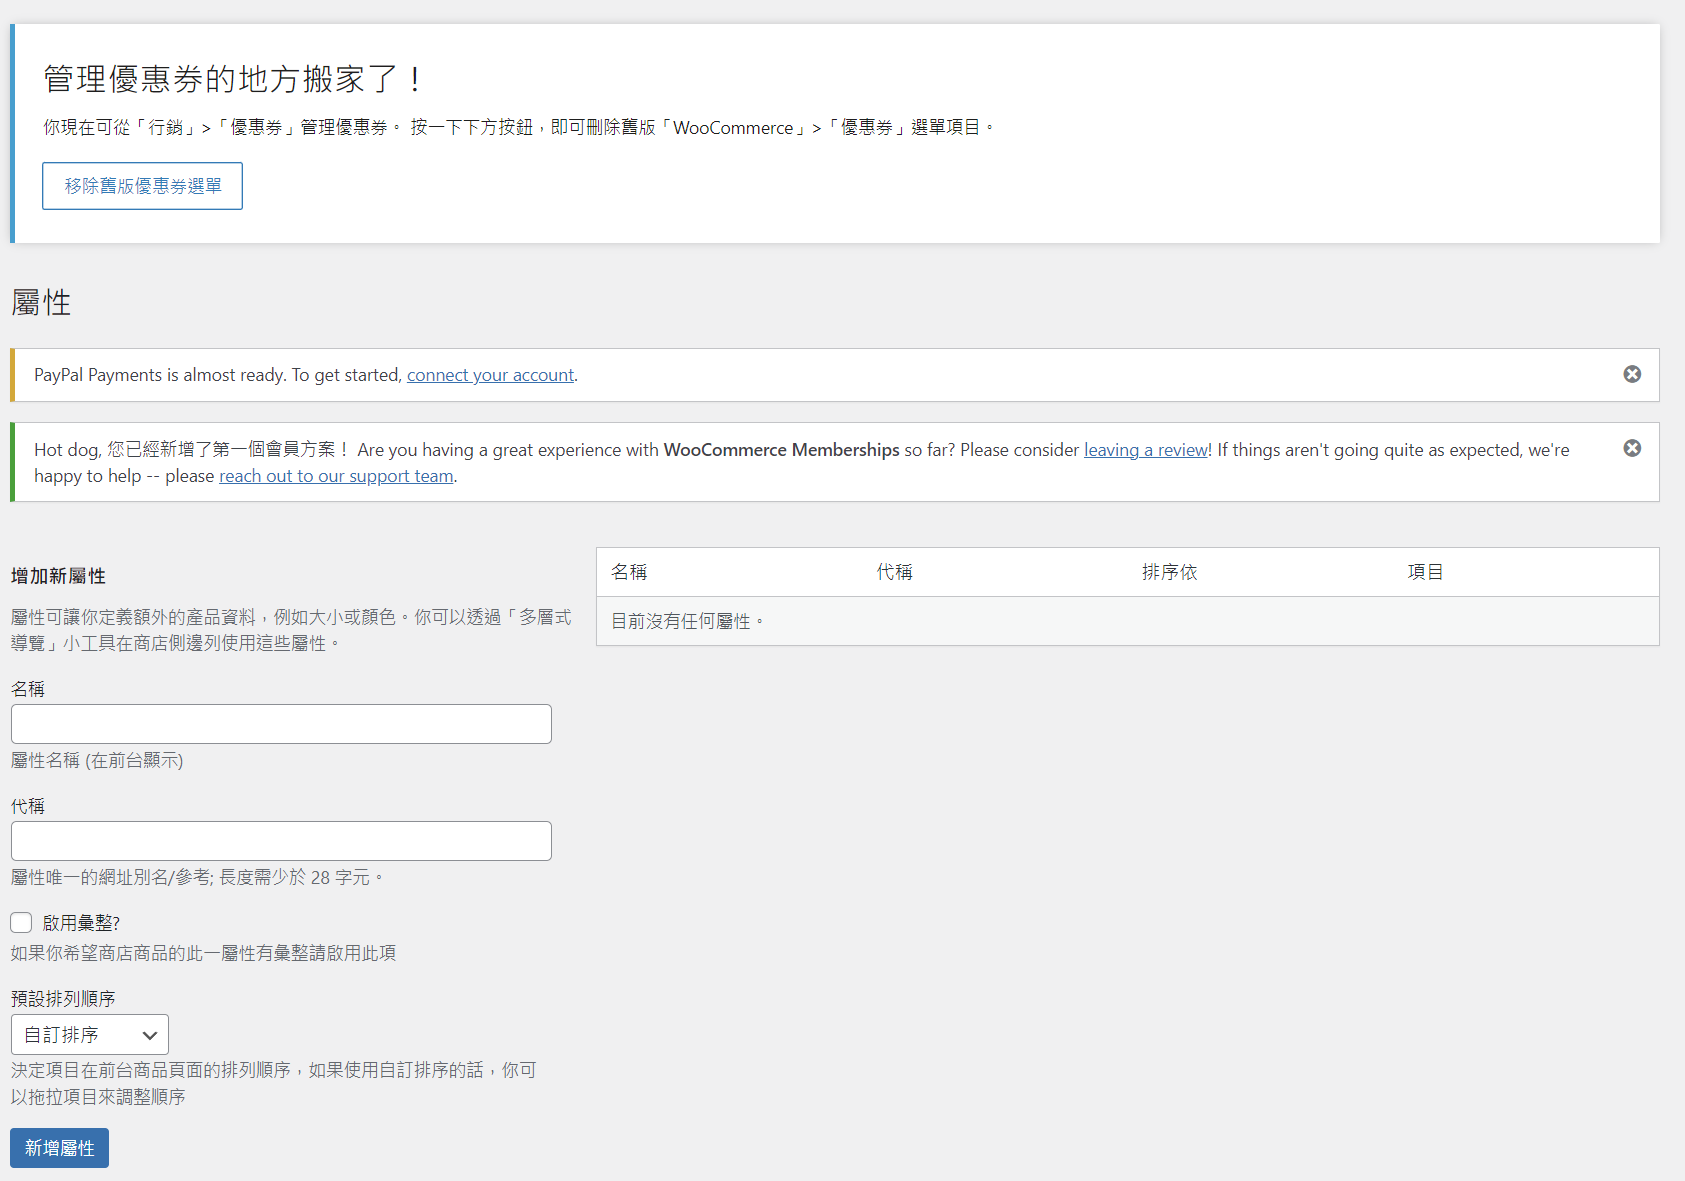 管理優惠券的地方搬家了！
你現在可從「行銷」>「優惠券」管理優惠券。 按一下下方按鈕，即可刪除舊版「WooCommerce」>「優惠券」選單項目。
移除舊版優惠券選單
屬性
PayPal Payments is almost ready. To get started, connect your account.
Hot dog, 您已經新增了第一個會員方案！ Are you having a great experience with WooCommerce Memberships so far? Please consider leaving a review! If things aren't going quite as expected, we're
happy to help -- please reach out to our support team.
增加新屬性
屬性可讓你定義額外的產品資料，例如大小或顏色。你可以透過「多層式
導覽」小工具在商店側邊列使用這些屬性。
名稱
屬性名稱 (在前台顯示)
代稱
屬性唯一的網址別名/參考; 長度需少於 28 字元。
啟用彙整?
如果你希望商店商品的此一屬性有彙整請啟用此項
預設排列順序
自訂排序
決定項目在前台商品頁面的排列順序，如果使用自訂排序的話，你可
以拖拉項目來調整順序
新增屬性
名稱 代稱 排序依 項目
目前沒有任何屬性。